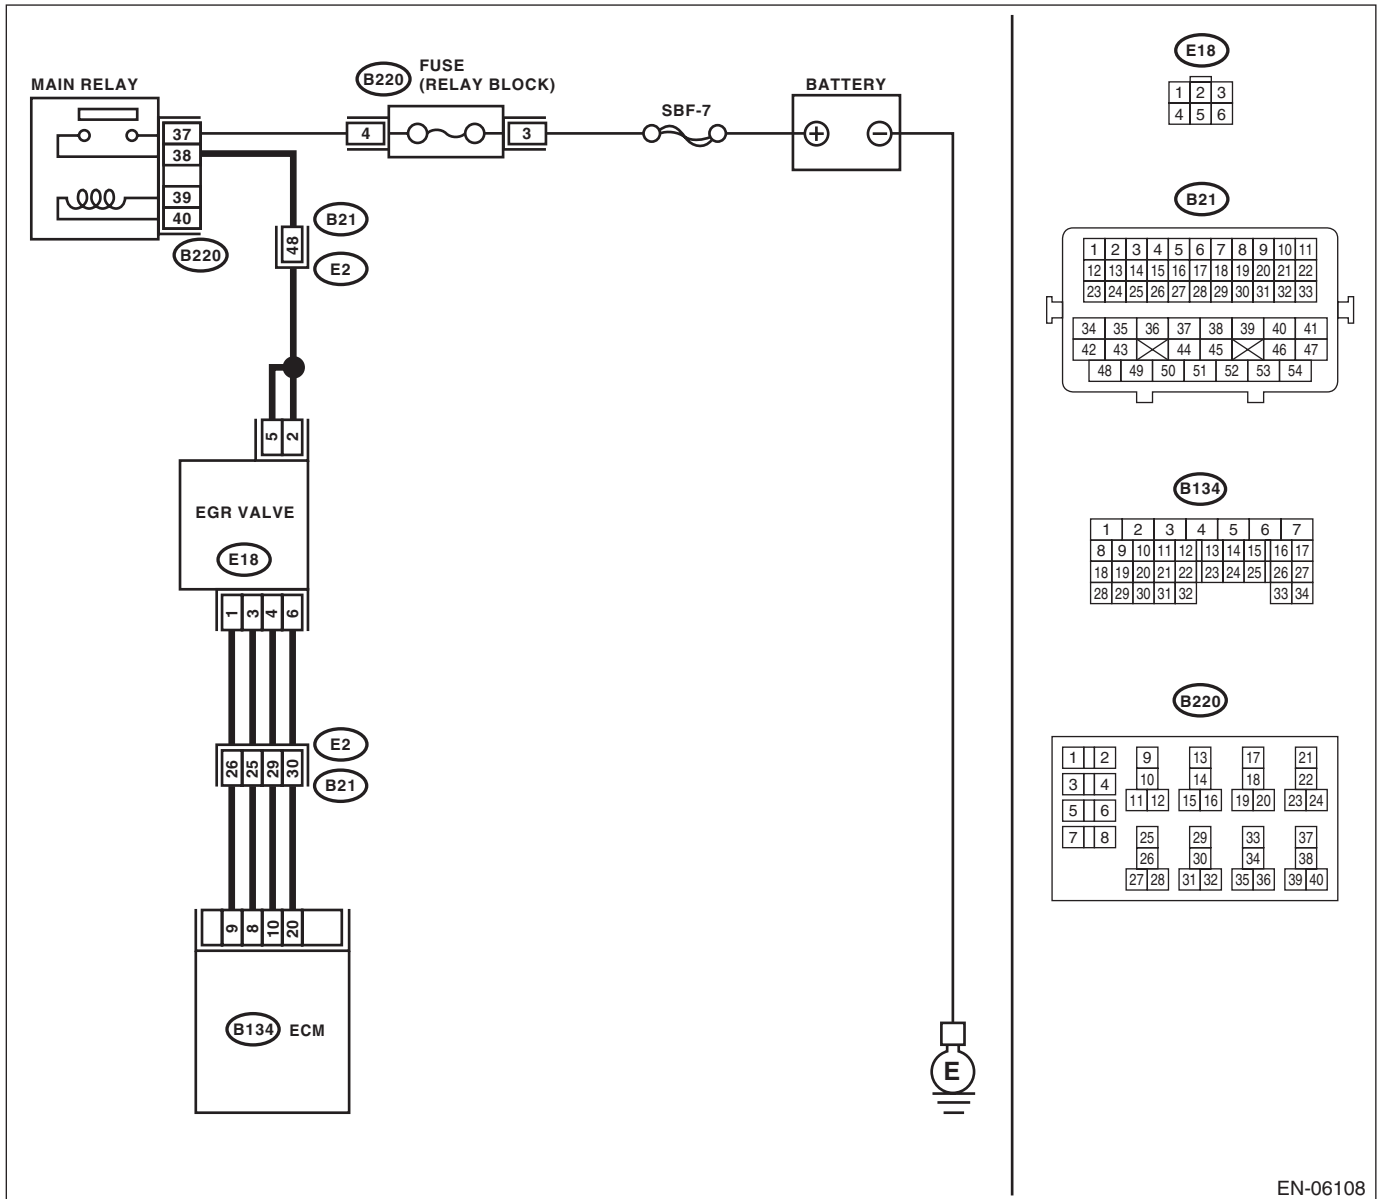 MAIN RELAY
B220
FUSE
(RELAY BLOCK)
SBF-7
BATTERY
37
38
39
40
B220
4
3
48
B21
E2
5 2
EGR VALVE
E18
1 3 4 6
E2
26 25 29 30
B21
9 8 10 20
B134 ECM
E
E18
1 2 3
4 5 6
B21
1 2 3 4 5 6 7 8 9 10 11
12 13 14 15 16 17 18 19 20 21 22
23 24 25 26 27 28 29 30 31 32 33
34 35 36 37 38 39 40 41
42 43 44 45 46 47
48 49 50 51 52 53 54
B134
1 2 3 4 5 6 7
8 9 10 11 12 13 14 15 16 17
18 19 20 21 22 23 24 25 26 27
28 29 30 31 32 33 34
B220
1 2 9 13 17 21
3 4 10 14 18 22
11 12 15 16 19 20 23 24
5 6
7 8 25 29 33 37
26 30 34 38
27 28 31 32 35 36 39 40
EN-06108